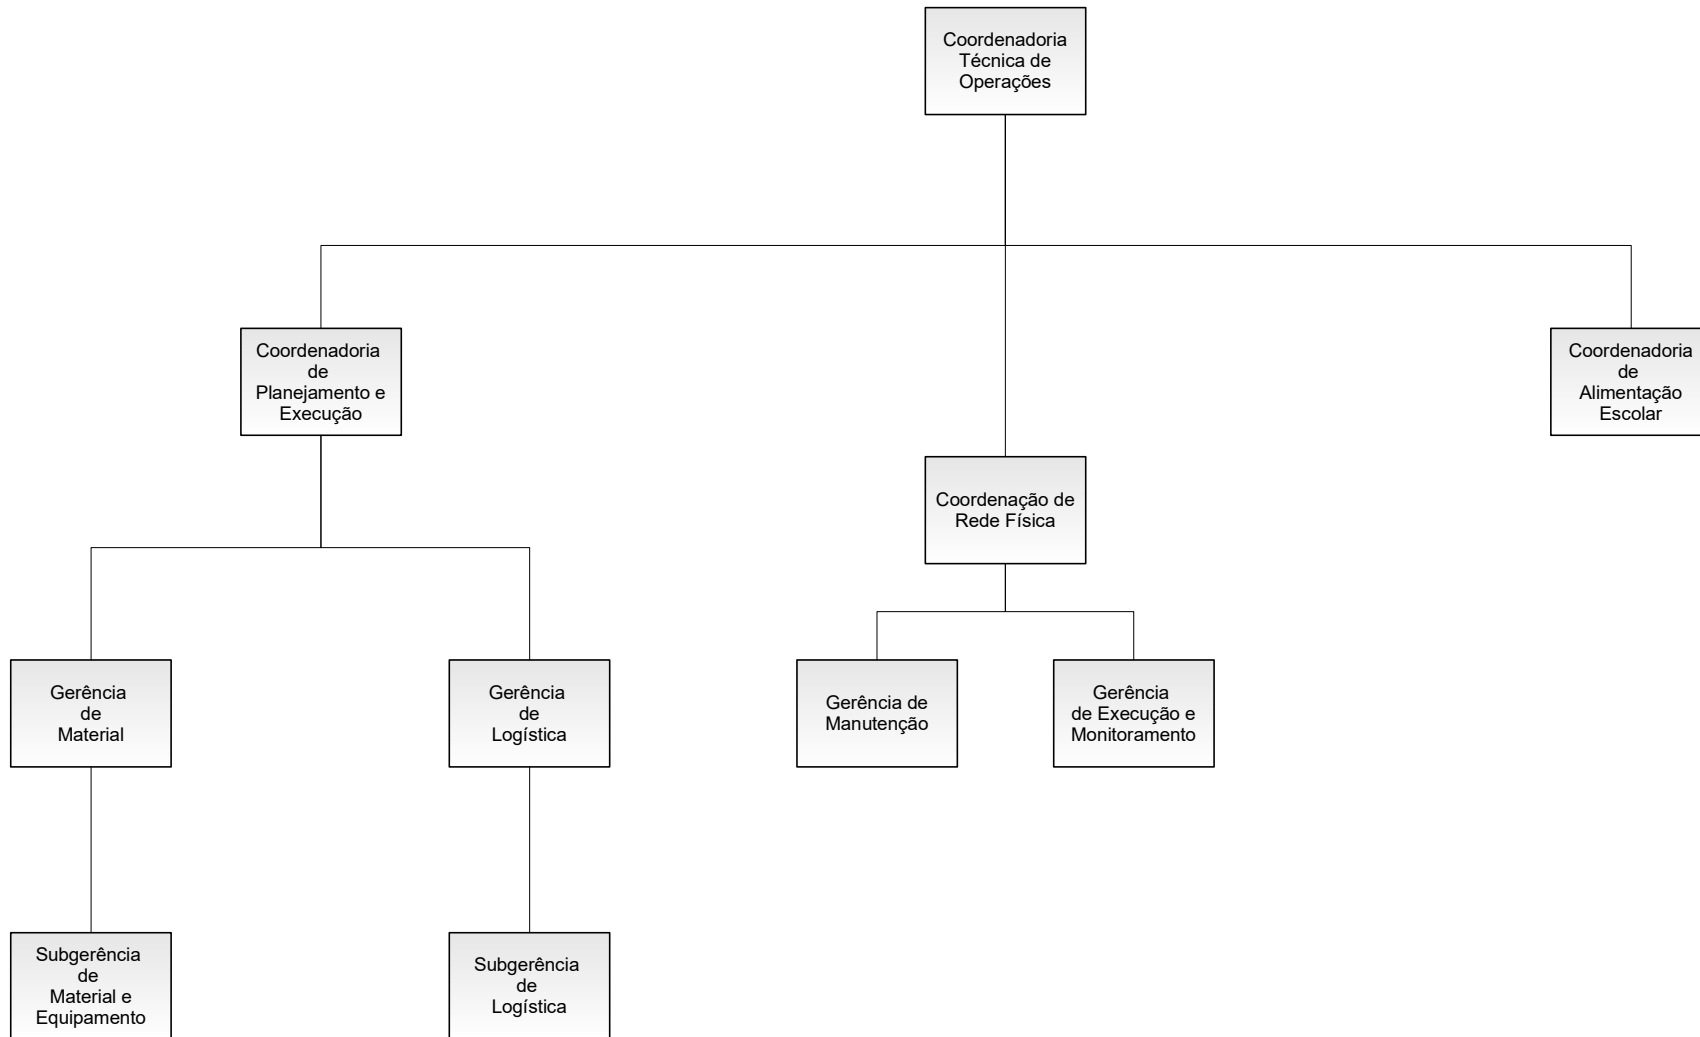 Coordenadoria
Técnica de
Operações
Coordenadoria
de
Planejamento e
Execução
Coordenadoria
de
Alimentação
Escolar
Coordenação de
Rede Física
Gerência
de
Material
Gerência
de
Logística
Gerência de
Manutenção
Gerência
de Execução e
Monitoramento
Subgerência
de
Material e
Equipamento
Subgerência
de
Logística